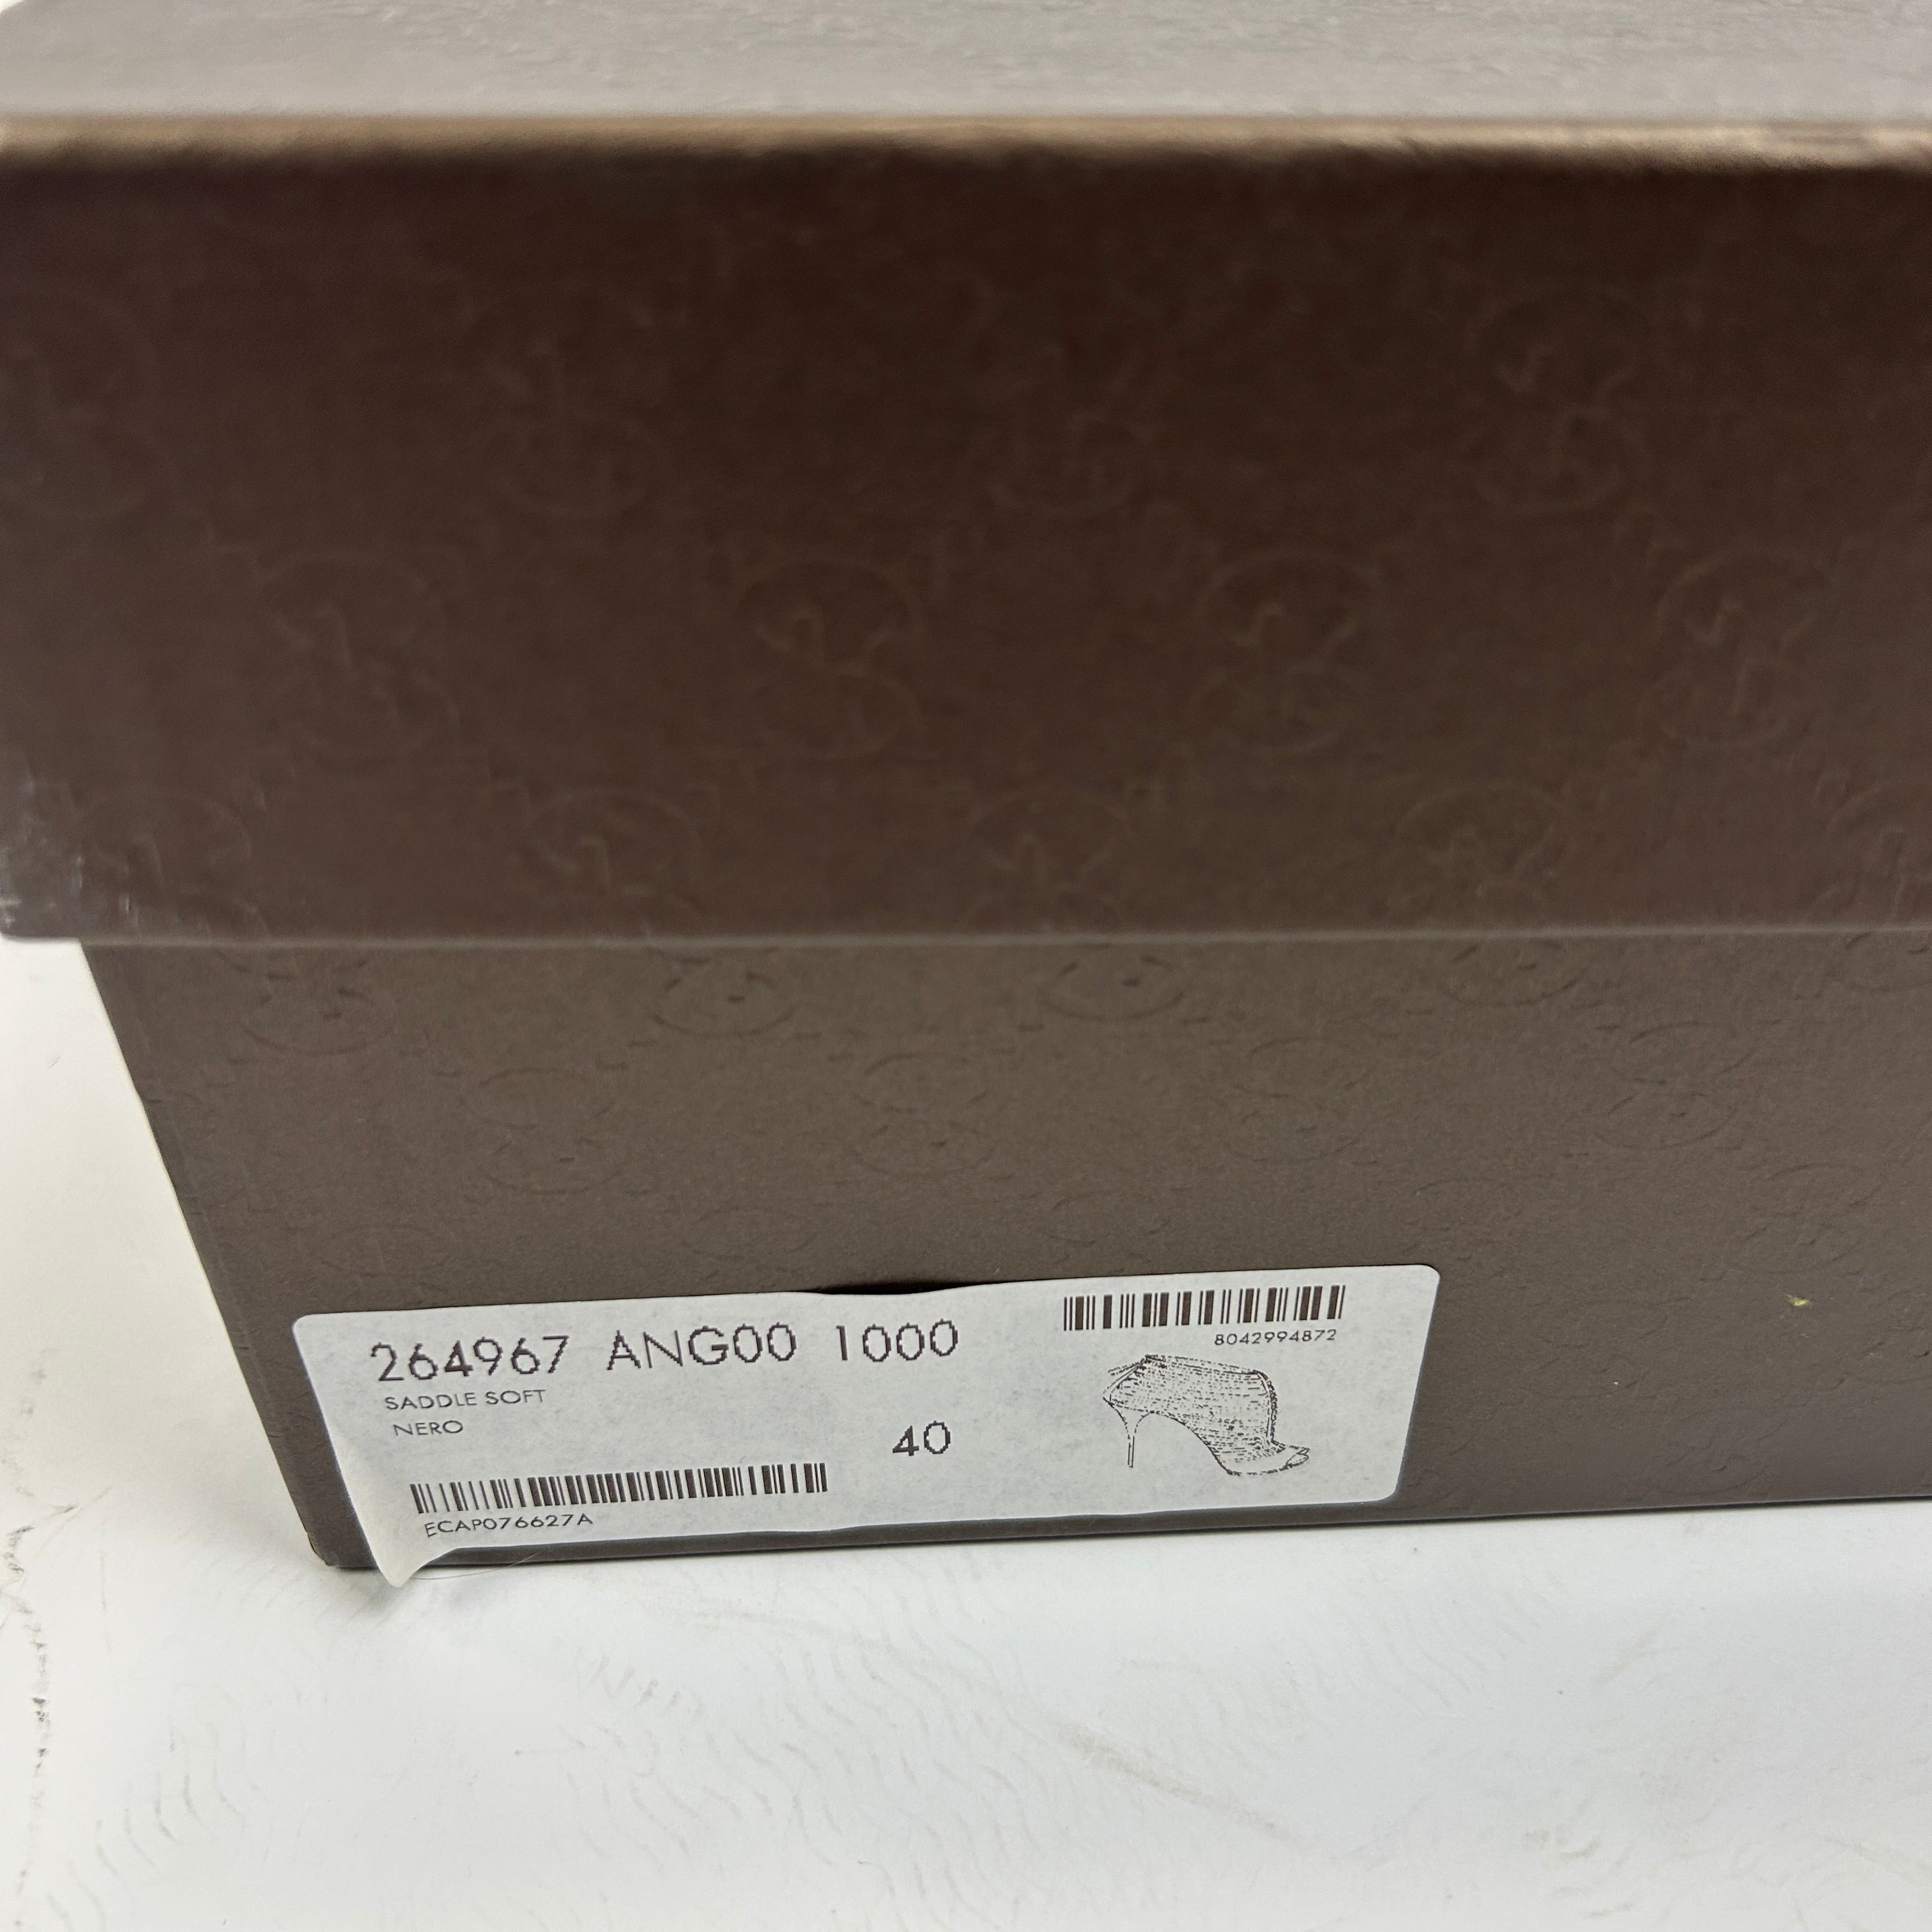 264967 ANG00 1000
SADDLE SOFT
NERO
40
ECAP076627A
8042994872